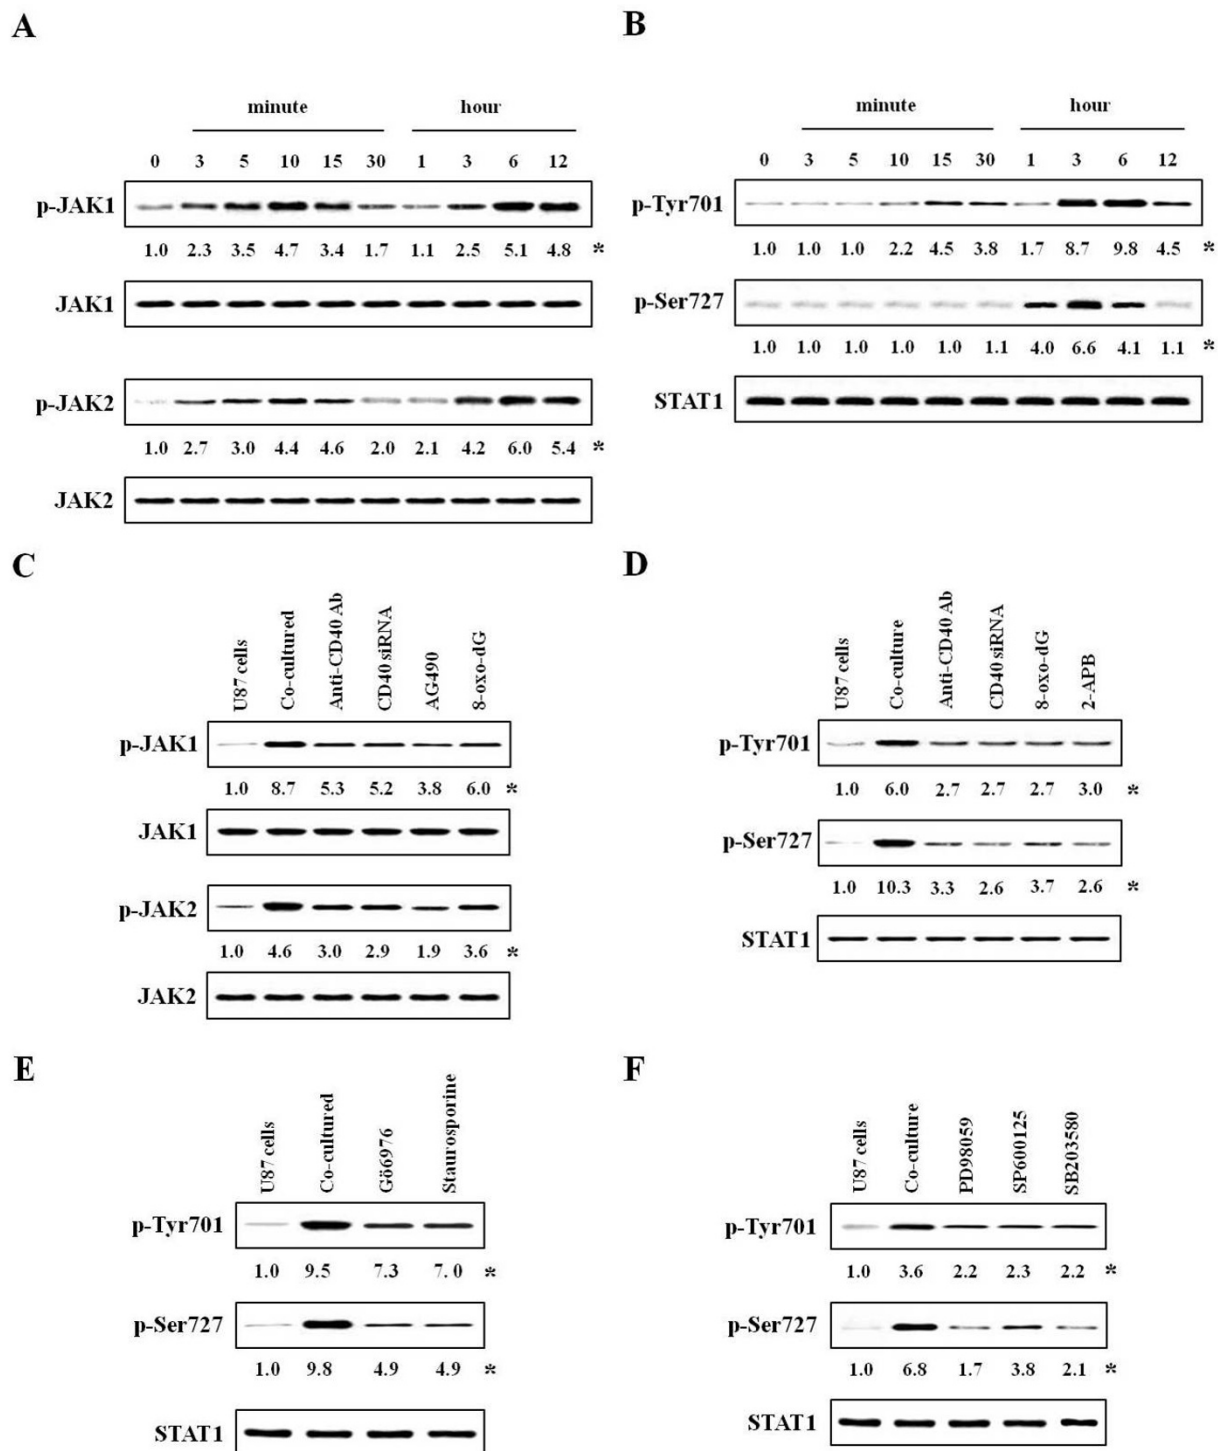 A
minute hour
0 3 5 10 15 30 1 3 6 12
p-JAK1
1.0 2.3 3.5 4.7 3.4 1.7 1.1 2.5 5.1 4.8 *
JAK1
p-JAK2
1.0 2.7 3.0 4.4 4.6 2.0 2.1 4.2 6.0 5.4 *
JAK2
B
minute hour
0 3 5 10 15 30 1 3 6 12
p-Tyr701
1.0 1.0 1.0 2.2 4.5 3.8 1.7 8.7 9.8 4.5 *
p-Ser727
1.0 1.0 1.0 1.0 1.0 1.1 4.0 6.6 4.1 1.1 *
STAT1
C
U87 cells
Co-cultured
Anti-CD40 Ab
CD40 siRNA
AG490
8-oxo-dG
p-JAK1
1.0 8.7 5.3 5.2 3.8 6.0 *
JAK1
p-JAK2
1.0 4.6 3.0 2.9 1.9 3.6 *
JAK2
D
U87 cells
Co-culture
Anti-CD40 Ab
CD40 siRNA
8-oxo-dG
2-APB
p-Tyr701
1.0 6.0 2.7 2.7 2.7 3.0 *
p-Ser727
1.0 10.3 3.3 2.6 3.7 2.6 *
STAT1
E
U87 cells
Co-cultured
Gö6976
Staurosporine
p-Tyr701
1.0 9.5 7.3 7. 0 *
p-Ser727
1.0 9.8 4.9 4.9 *
STAT1
F
U87 cells
Co-culture
PD98059
SP600125
SB203580
p-Tyr701
1.0 3.6 2.2 2.3 2.2 *
p-Ser727
1.0 6.8 1.7 3.8 2.1 *
STAT1